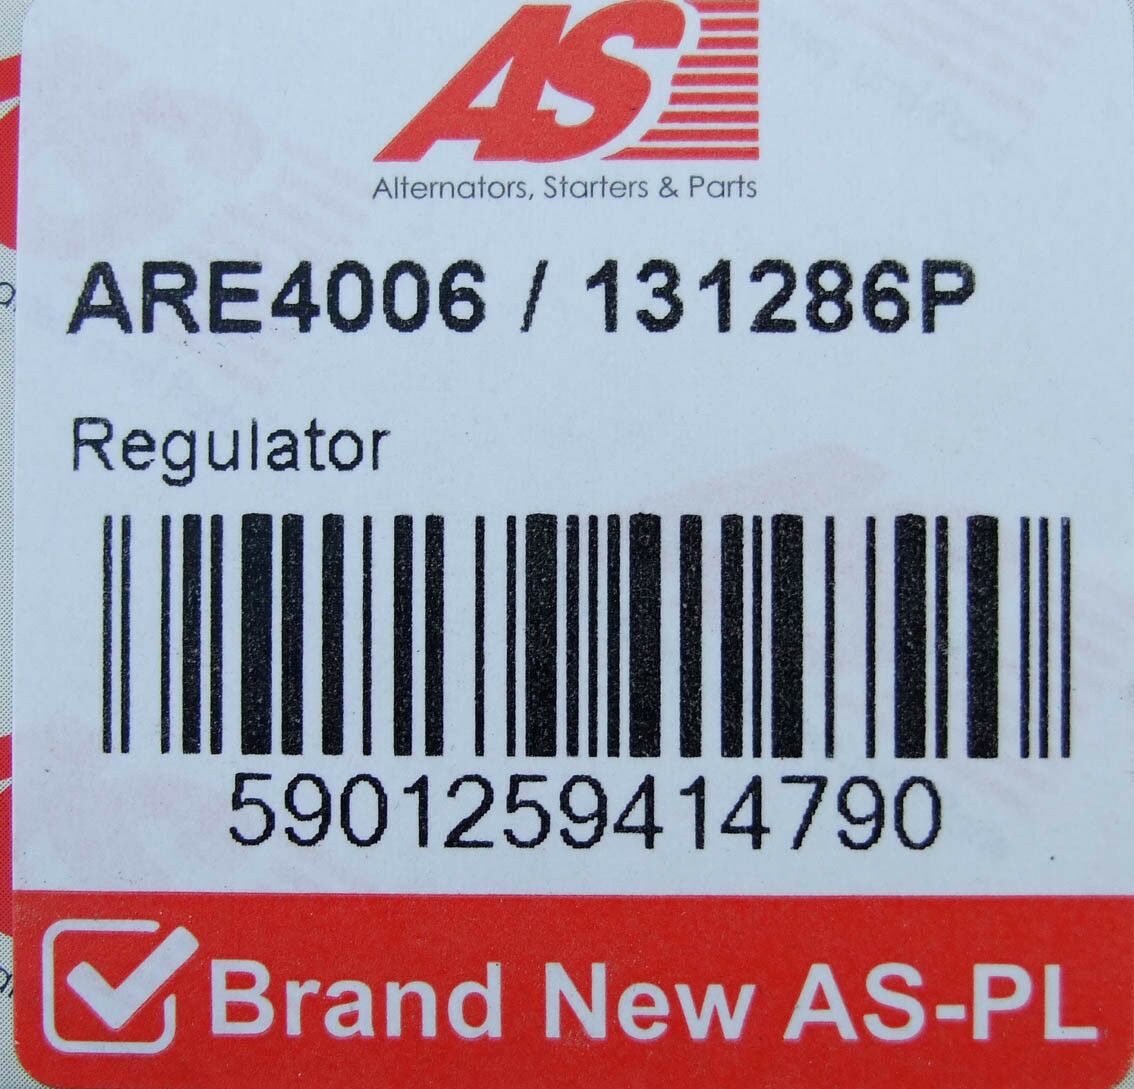 AS
Alternators, Starters & Parts
ARE4006 / 131286P
Regulator
5901259414790
Brand New AS-PL